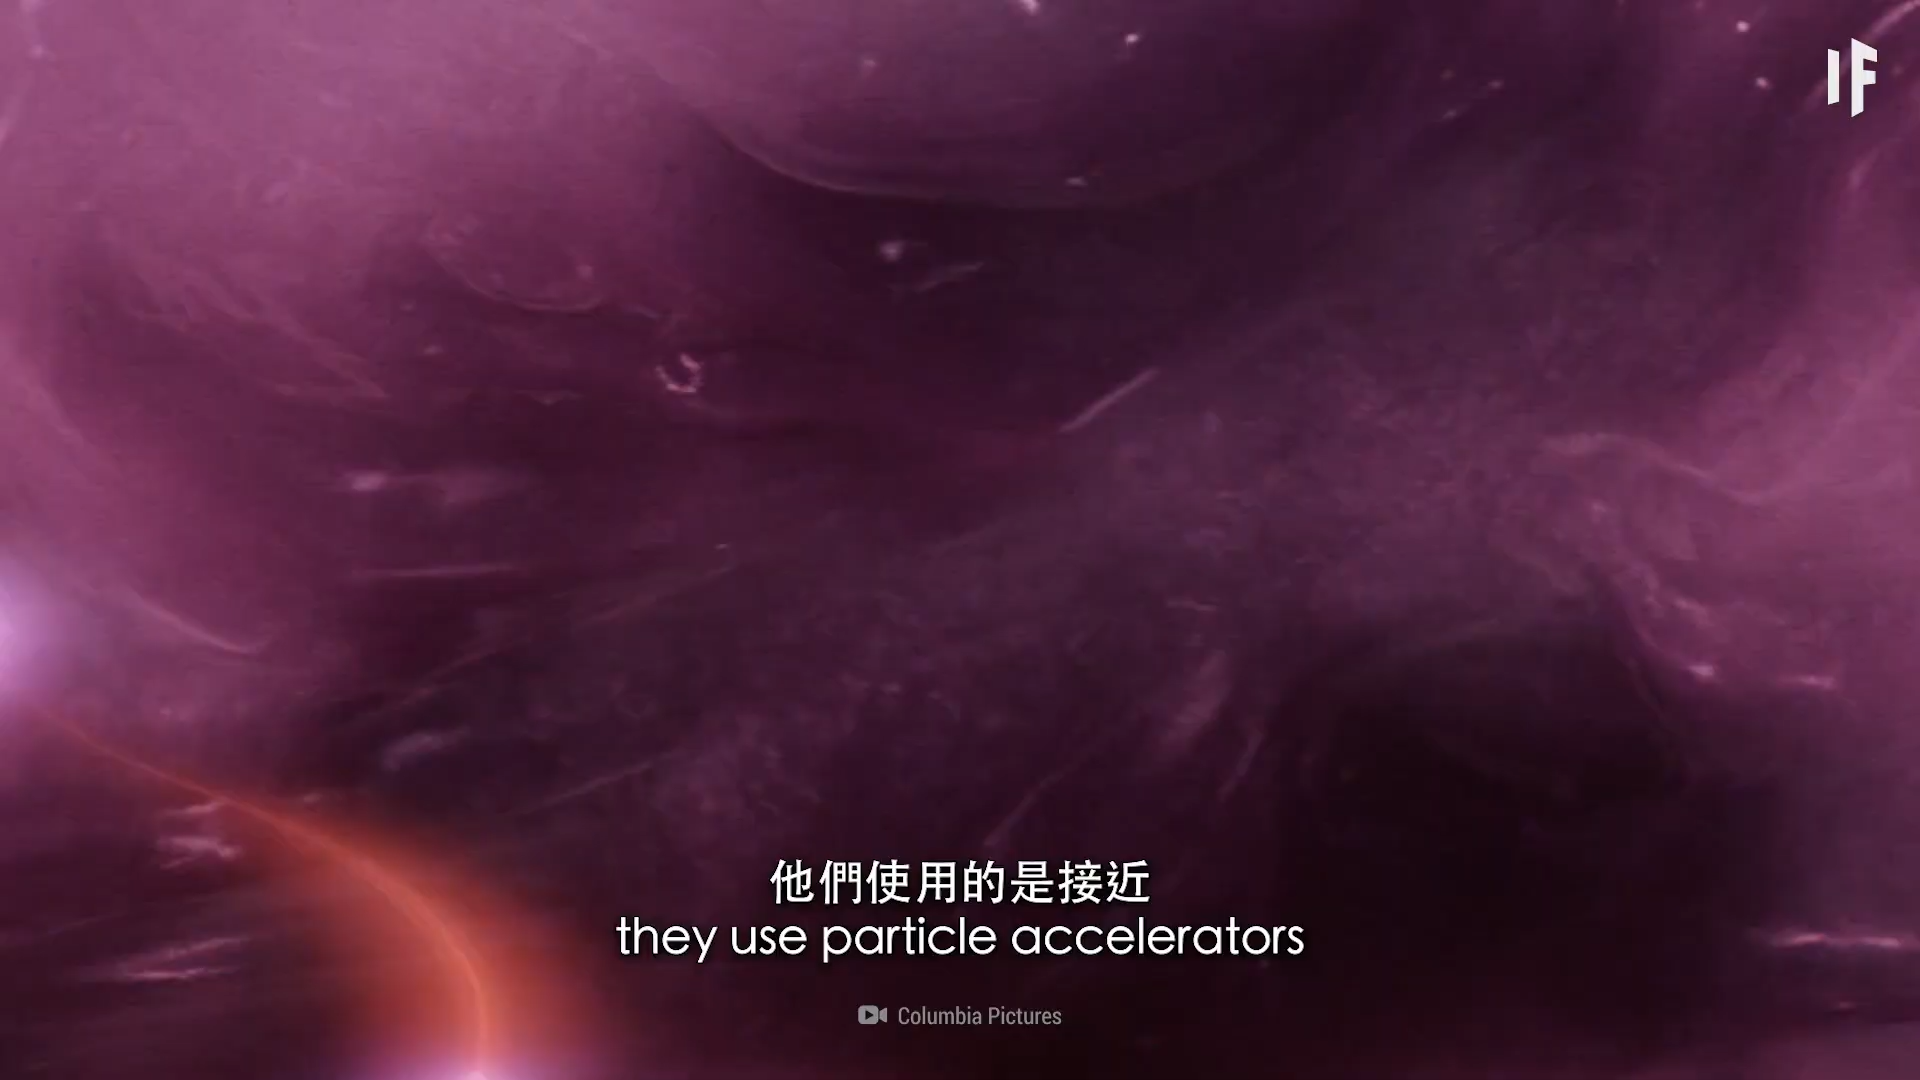 IF
他們使用的是接近
they use particle accelerators
Columbia Pictures